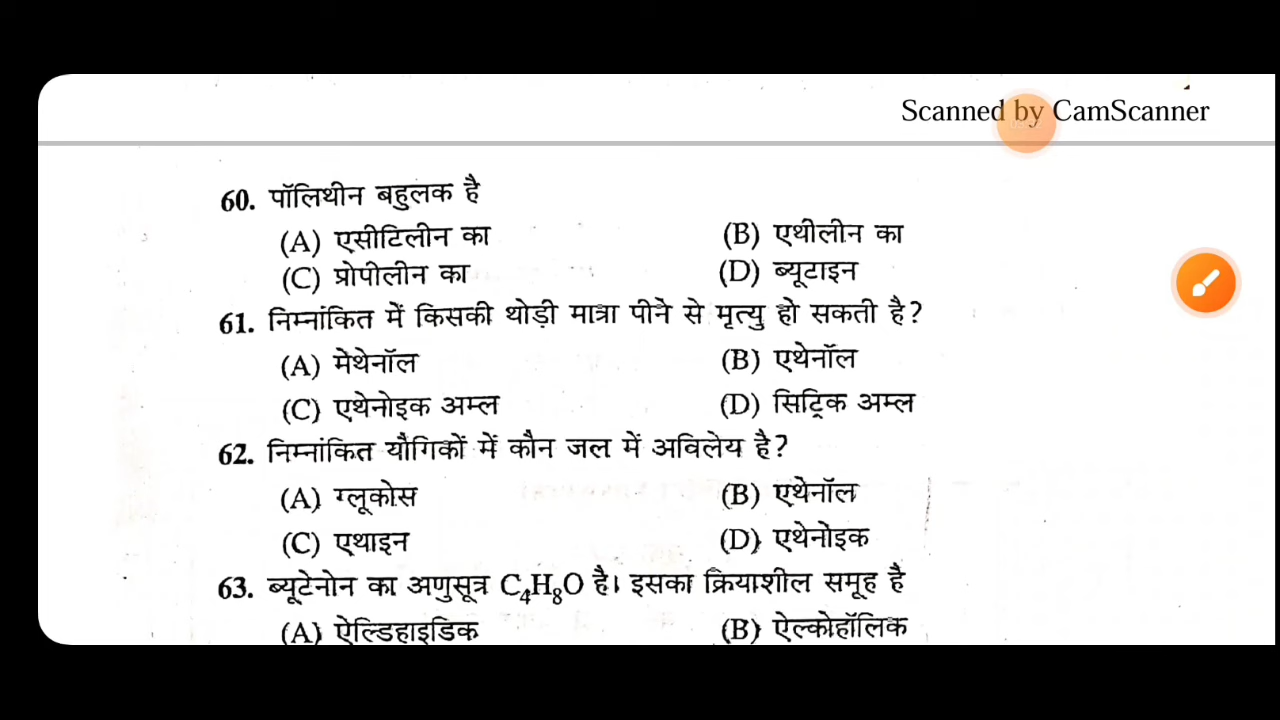 Scanned by CamScanner
60. पॉलिथीन बहुलक है
(A) एसीटिलीन का (B) एथीलीन का
(C) प्रोपीलीन का (D) ब्यूटाइन
61. निम्नांकित में किसकी थोड़ी मात्रा पीने से मृत्यु हो सकती है?
(A) मेथेनॉल (B) एथेनॉल
(C) एथेनोइक अम्ल (D) सिट्रिक अम्ल
62. निम्नांकित यौगिकों में कौन जल में अविलेय है?
(A) ग्लूकोस (B) एथेनॉल
(C) एथाइन (D) एथेनोइक
63. ब्यूटेनोन का अणुसूत्र C₄H₈O है। इसका क्रियाशील समूह है
(A) ऐल्डिहाइडिक (B) ऐल्कोहॉलिक